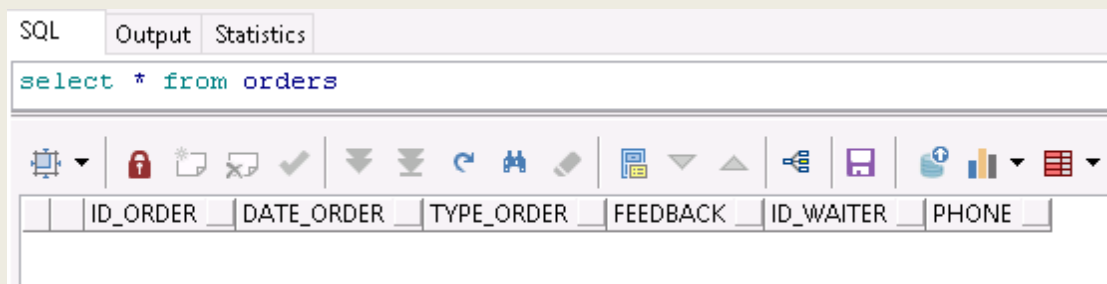 SQL Output Statistics
select * from orders
ID_ORDER DATE_ORDER TYPE_ORDER FEEDBACK ID_WAITER PHONE